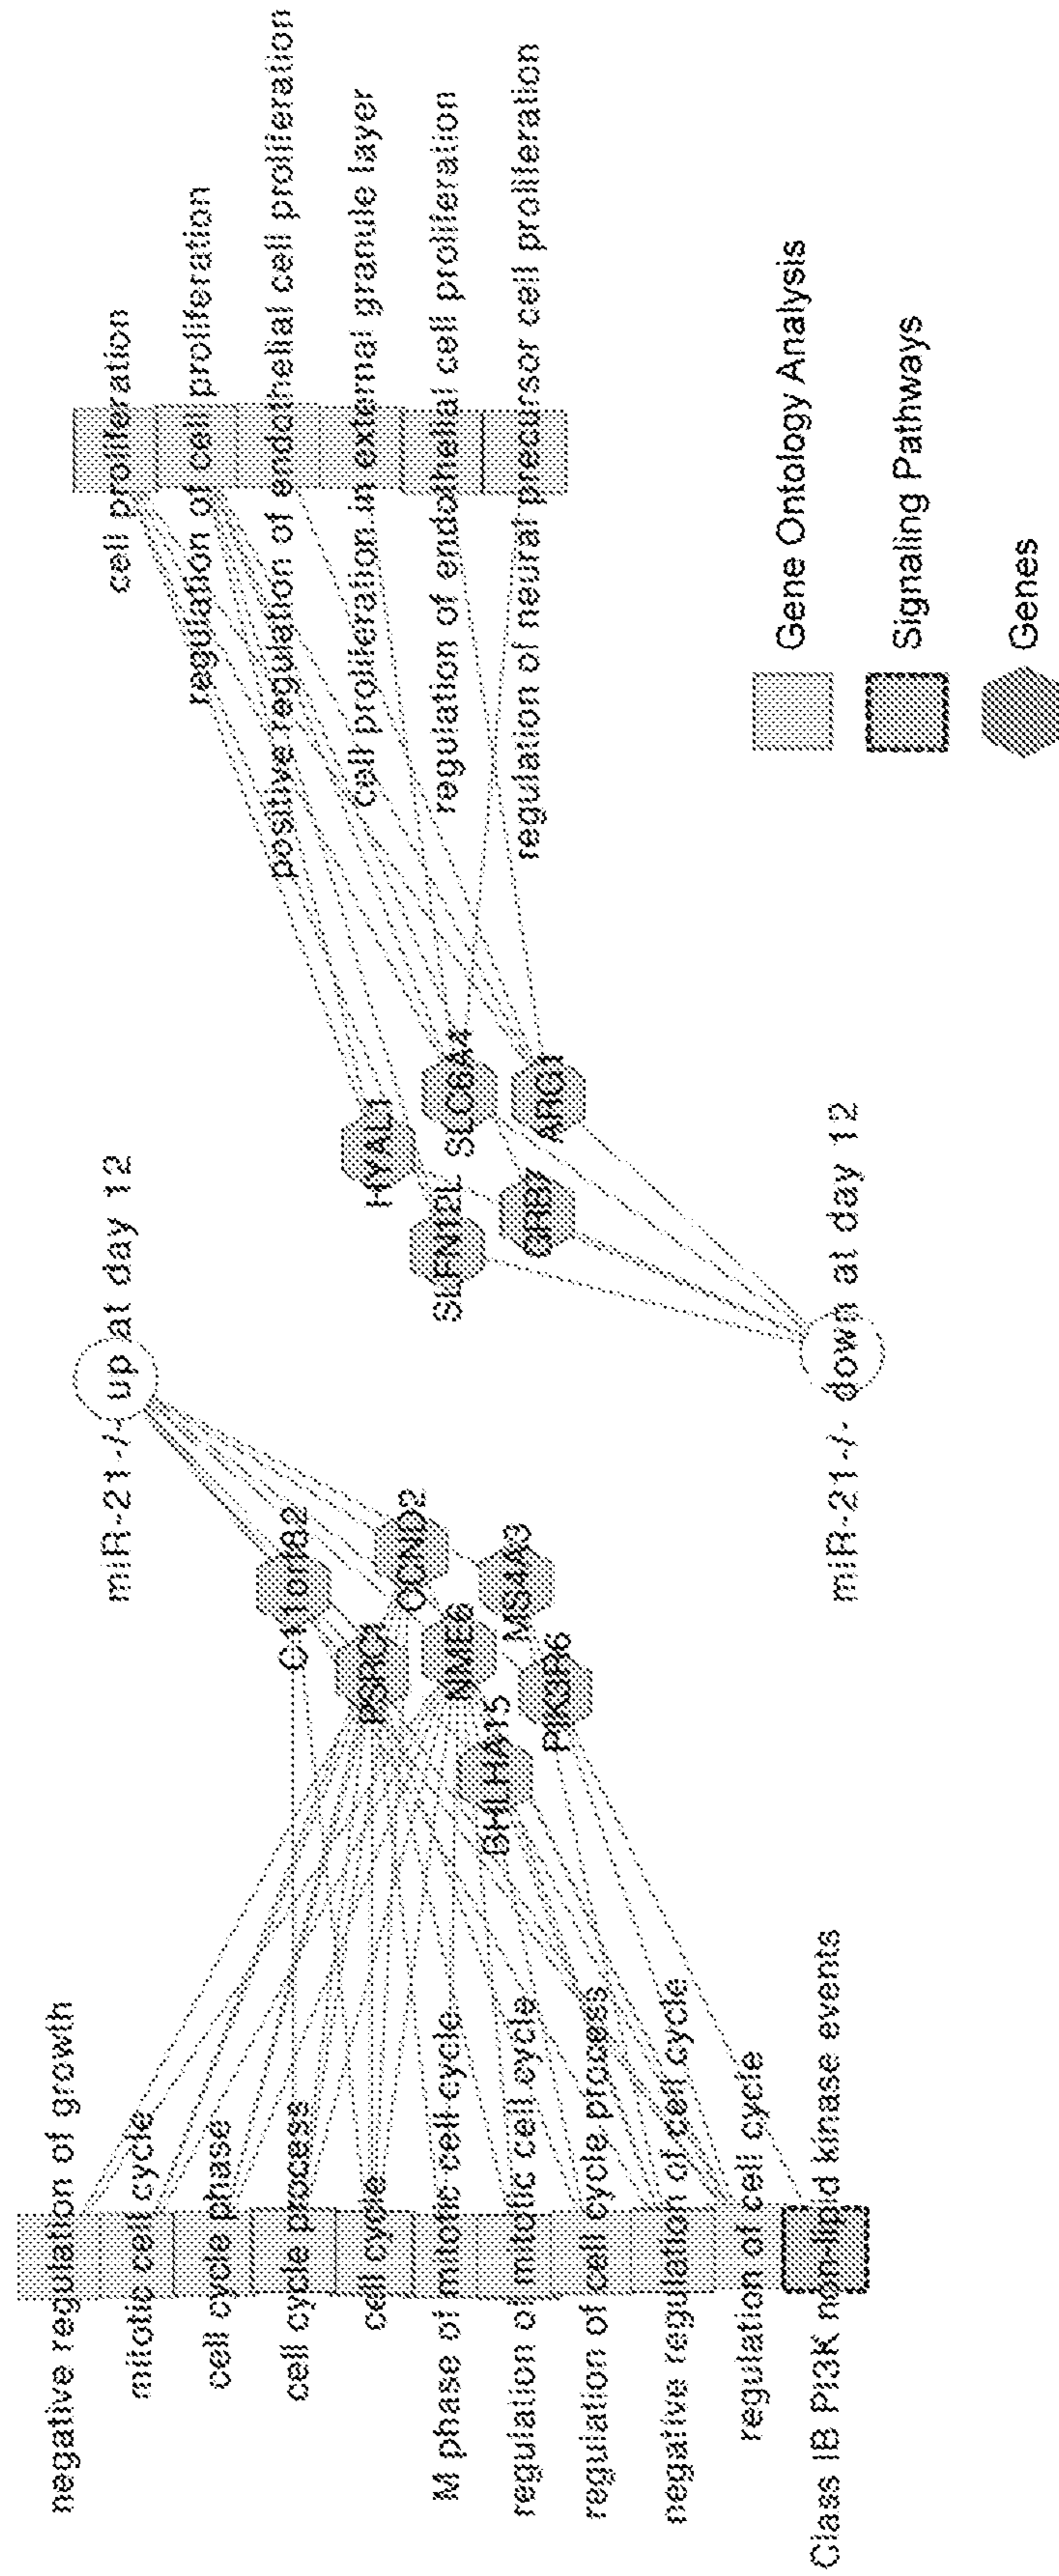 negative regulation of growth
mitotic cell cycle
cell cycle phase
cell cycle process
cell cycle
M phase of mitotic cell cycle
regulation of mitotic cell cycle
regulation of cell cycle process
negative regulation of cell cycle
regulation of cell cycle
Class IB PI3K non-lipid kinase events
miR-21-/- up at day 12
C11orf82
CCND2
PSRC1
NME6
MS4A3
BHLHA15
PIK3R6
HYAL1
SLC6A4
SLFN12L
GRB7
ARG1
miR-21-/- down at day 12
cell proliferation
regulation of cell proliferation
positive regulation of endothelial cell proliferation
cell proliferation in external granule layer
regulation of endothelial cell proliferation
regulation of neural precursor cell proliferation
Gene Ontology Analysis
Signaling Pathways
Genes